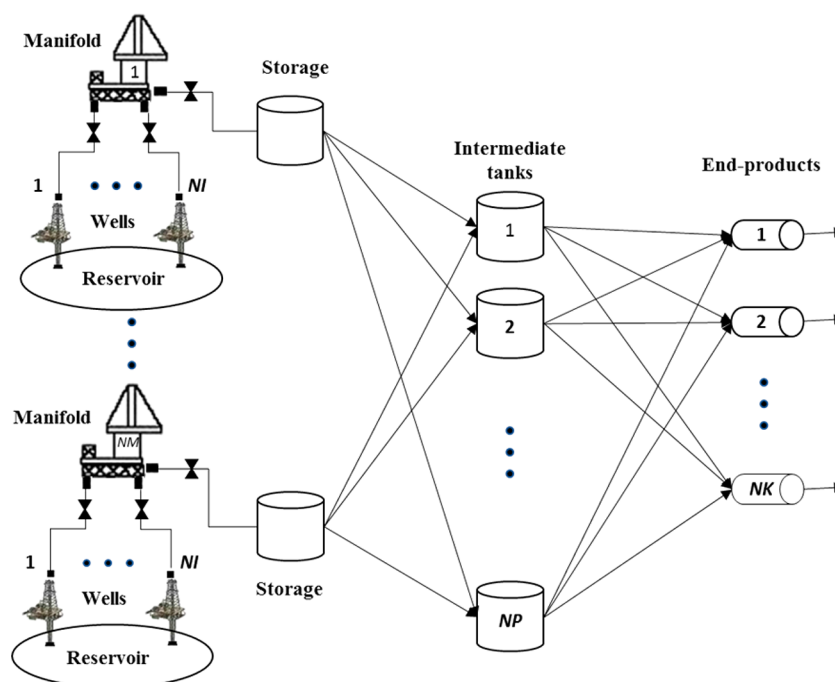 Manifold
1
Storage
1
NI
Wells
Reservoir
Intermediate
tanks
1
2
NP
End-products
1
2
NK
Manifold
NM
Storage
1
NI
Wells
Reservoir